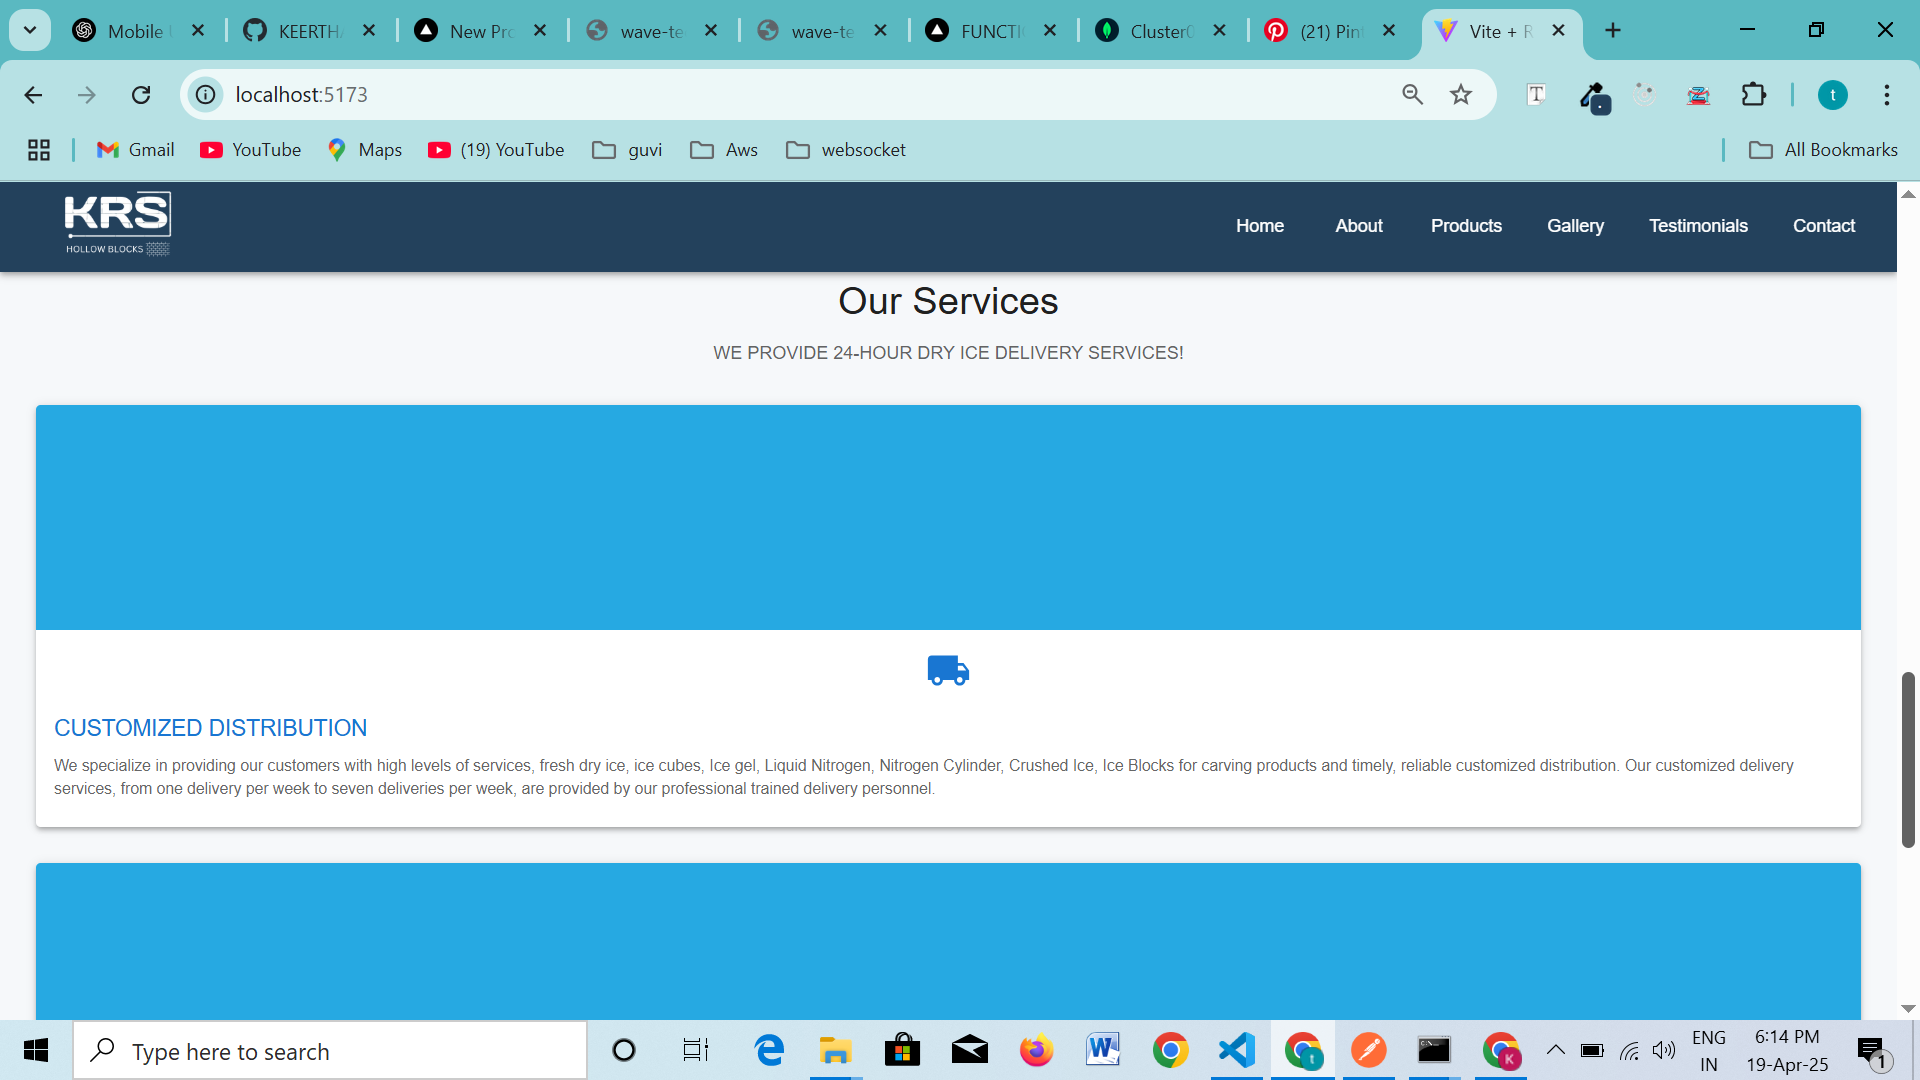 Mobile
KEERTH
New Pro
wave-te
wave-te
FUNCTI
Cluster0
(21) Pin
Vite + R
localhost:5173
T
t
Gmail
YouTube
Maps
(19) YouTube
guvi
Aws
websocket
All Bookmarks
KRS
HOLLOW BLOCKS
Home
About
Products
Gallery
Testimonials
Contact
Our Services
WE PROVIDE 24-HOUR DRY ICE DELIVERY SERVICES!
CUSTOMIZED DISTRIBUTION
We specialize in providing our customers with high levels of services, fresh dry ice, ice cubes, Ice gel, Liquid Nitrogen, Nitrogen Cylinder, Crushed Ice, Ice Blocks for carving products and timely, reliable customized distribution. Our customized delivery
services, from one delivery per week to seven deliveries per week, are provided by our professional trained delivery personnel.
Type here to search
W
t
K
ENG
IN
6:14 PM
19-Apr-25
1